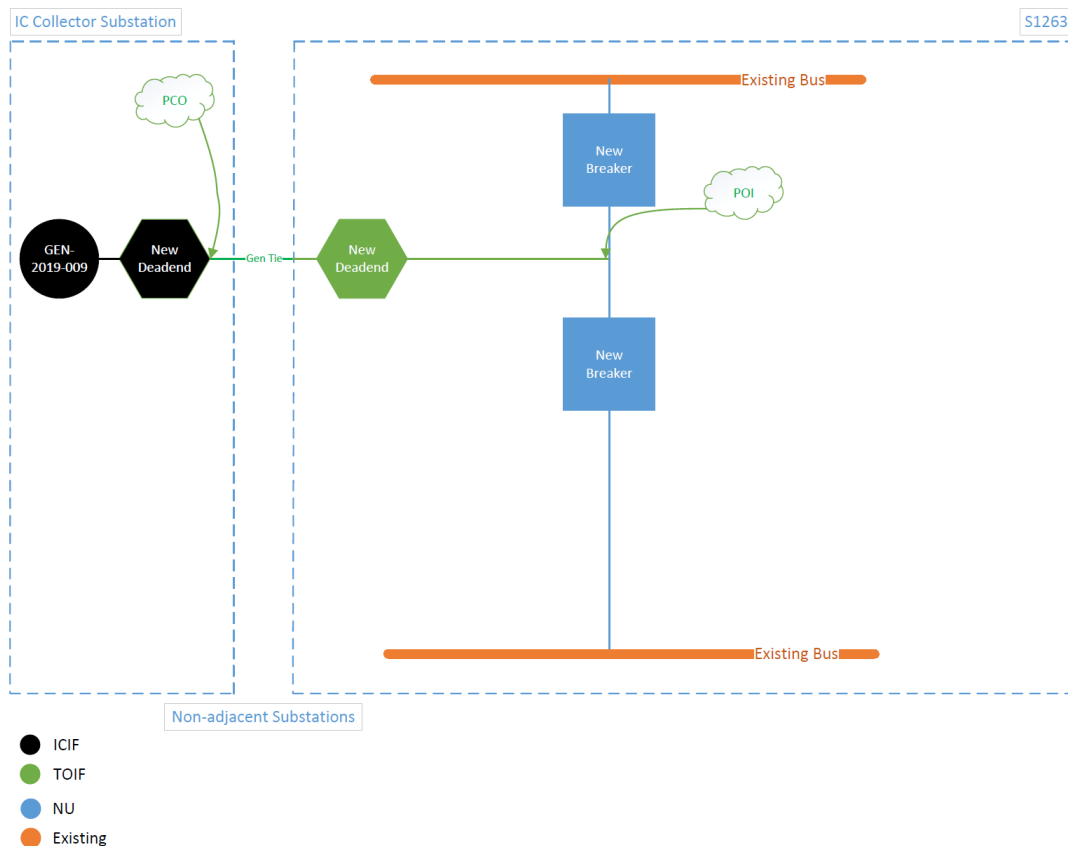 IC Collector Substation
S1263
Existing Bus
PCO
New
Breaker
POI
GEN-
2019-009
New
Deadend
Gen Tie
New
Deadend
New
Breaker
Existing Bus
Non-adjacent Substations
ICIF
TOIF
NU
Existing